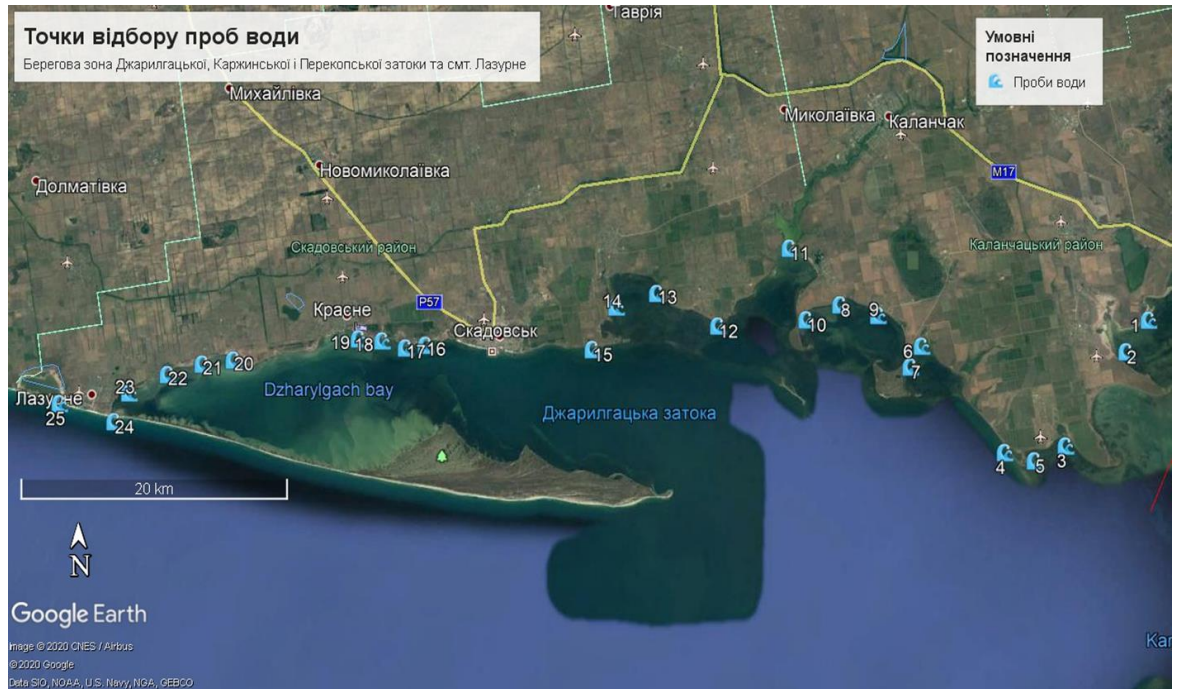 Точки відбору проб води
Берегова зона Джарилгацької, Каржинської і Перекопської затоки та смт. Лазурне
Умовні
позначення
Проби води
Таврія
Михайлівка
Миколаївка
Каланчак
Новомиколаївка
Долматівка
M17
Скадовський район
Каланчацький район
11
14
13
P57
Красне
Скадовськ
8
9
10
12
1
2
6
7
19
18
17
16
15
20
21
22
23
Dzharylgach bay
Джарилгацька затока
Лазурне
25
24
4
5
3
20 km
N
Google Earth
Image © 2020 CNES / Airbus
©2020 Google
Data SIO, NOAA, U.S. Navy, NGA, GEBCO